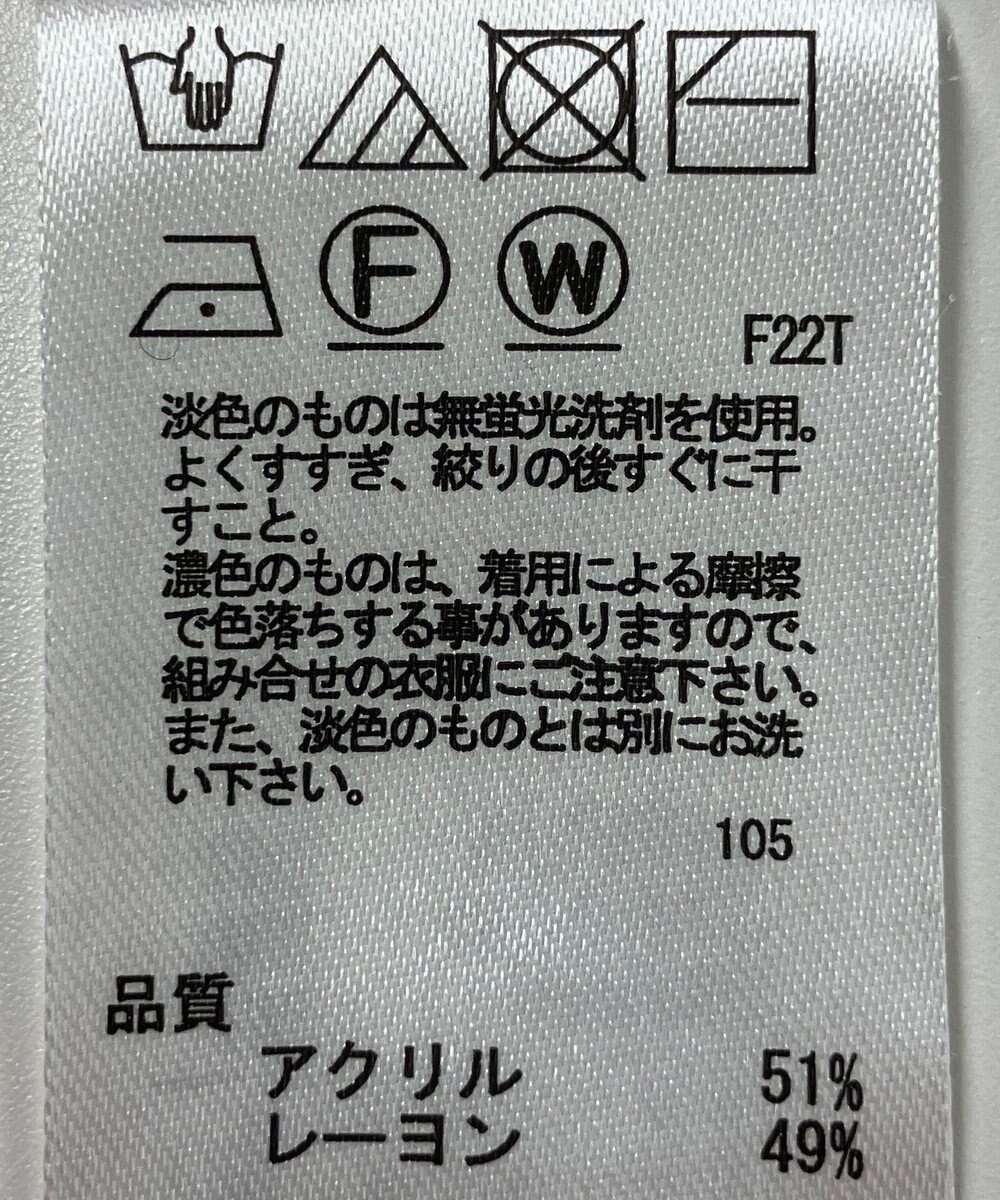 F
W
F22T
淡色のものは無蛍光洗剤を使用。
よくすすぎ、絞りの後すぐに干
すこと。
濃色のものは、着用による摩擦
で色落ちする事がありますので、
組み合せの衣服にご注意下さい。
また、淡色のものとは別にお洗
い下さい。
105
品質
アクリル 51%
レーヨン 49%